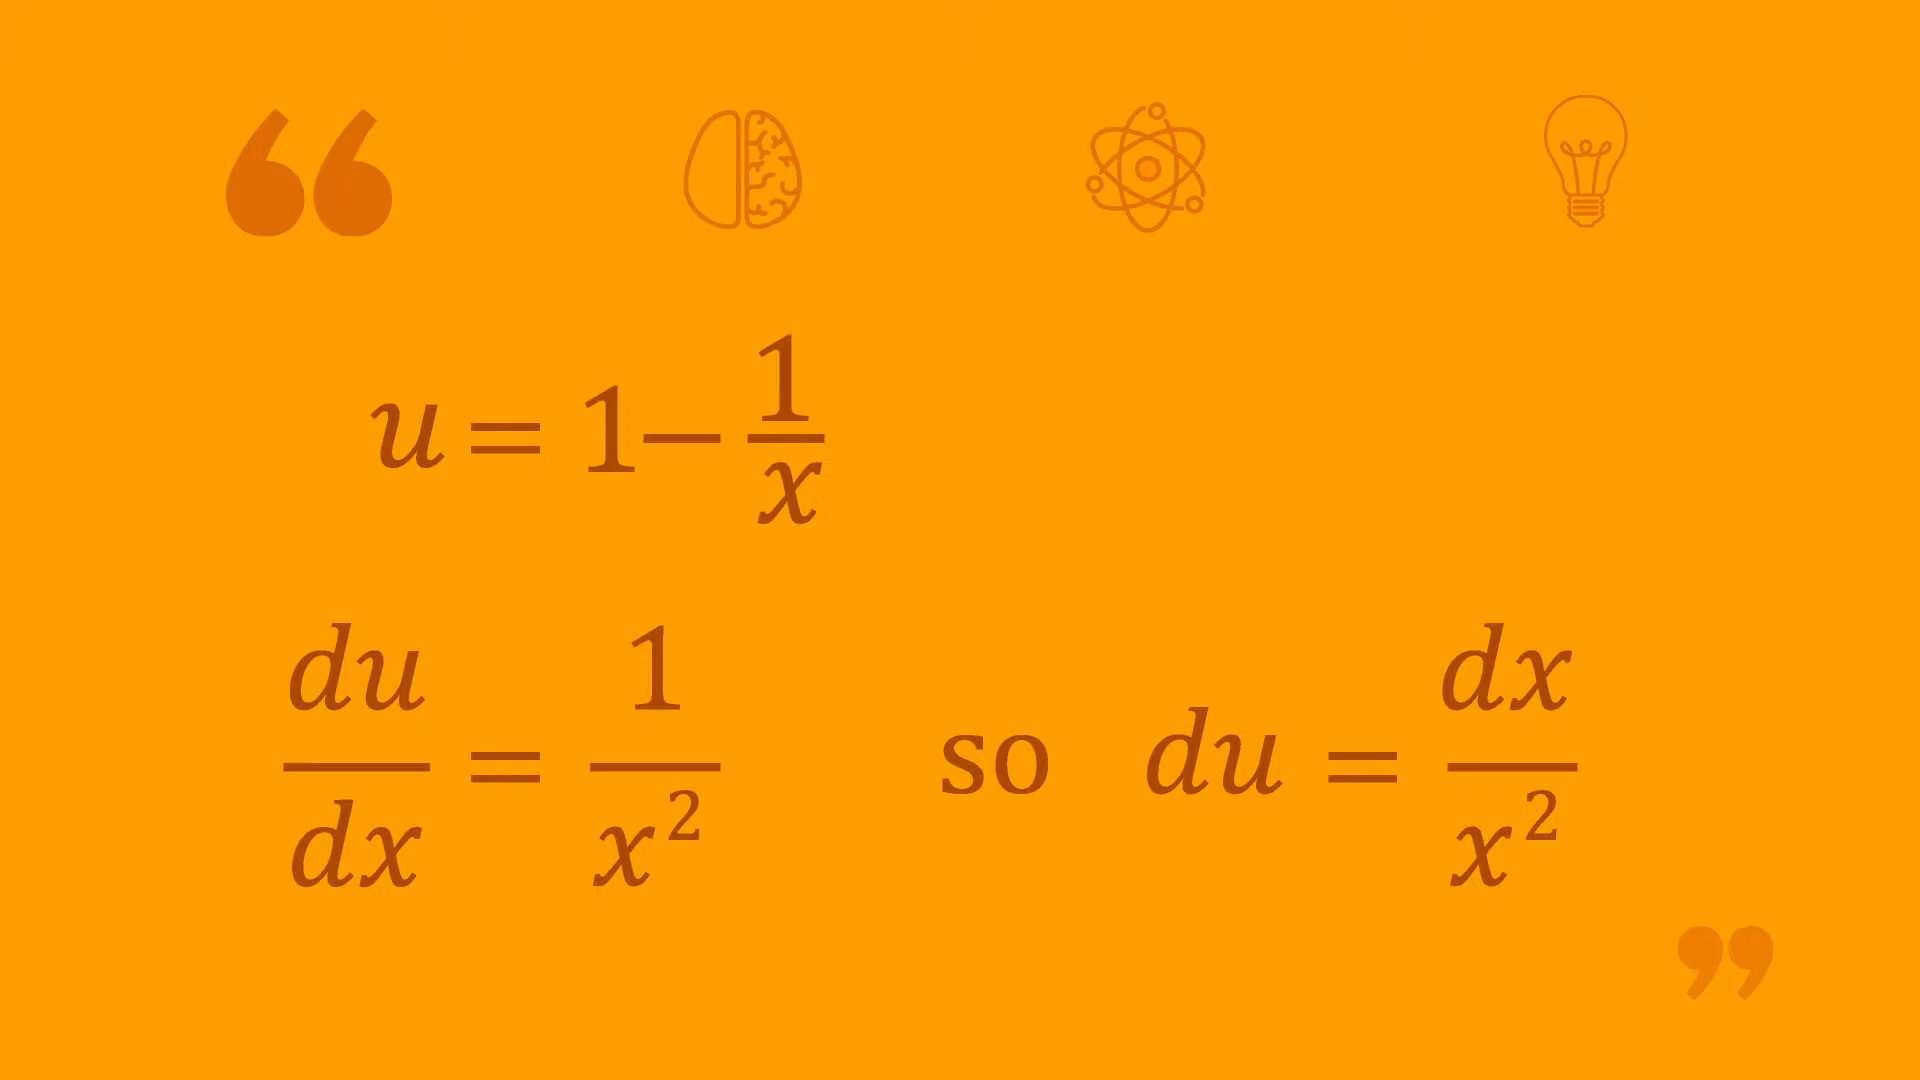 “
u = 1 − 1/x
du/dx = 1/x² so du = dx/x²
”